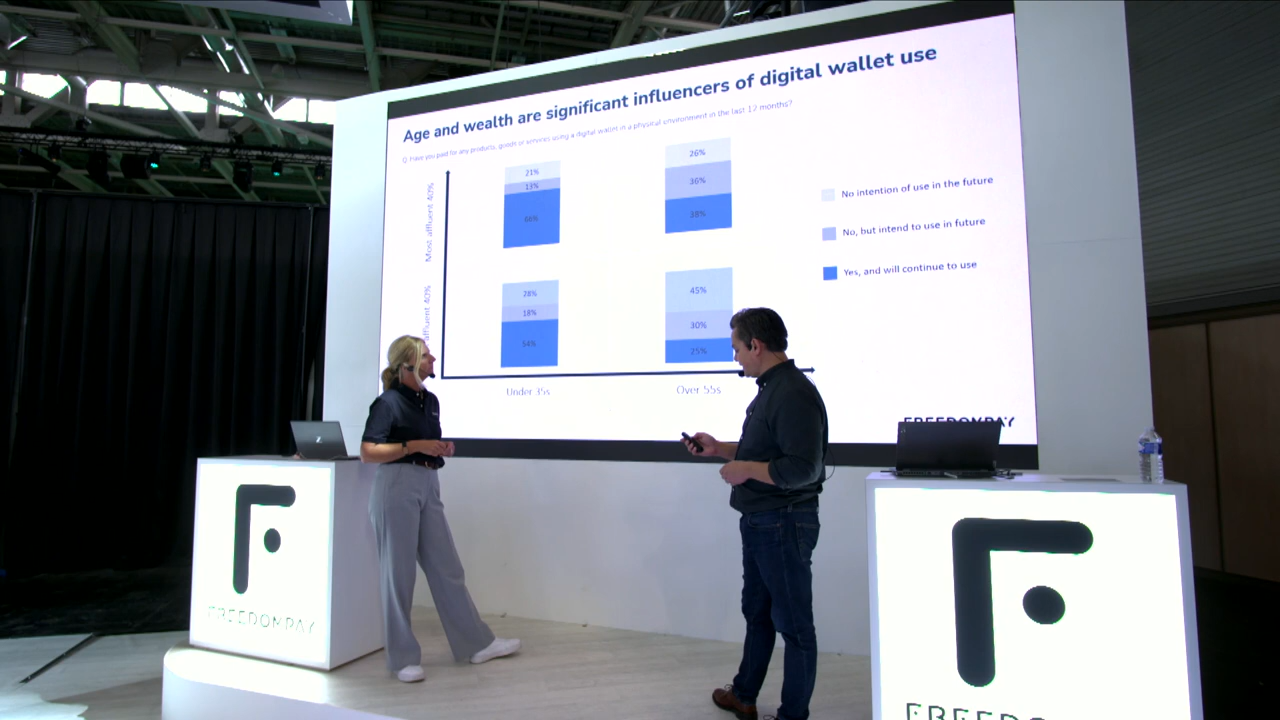 Age and wealth are significant influencers of digital wallet use
Q. Have you paid for any products, goods or services using a digital wallet in a physical environment in the last 12 months?
Most affluent 40%
affluent 40%
21%
13%
66%
26%
36%
38%
28%
18%
54%
45%
30%
25%
Under 35s
Over 55s
No intention of use in the future
No, but intend to use in future
Yes, and will continue to use
FREEDOMPAY
FREEDOMPAY
FREEDO